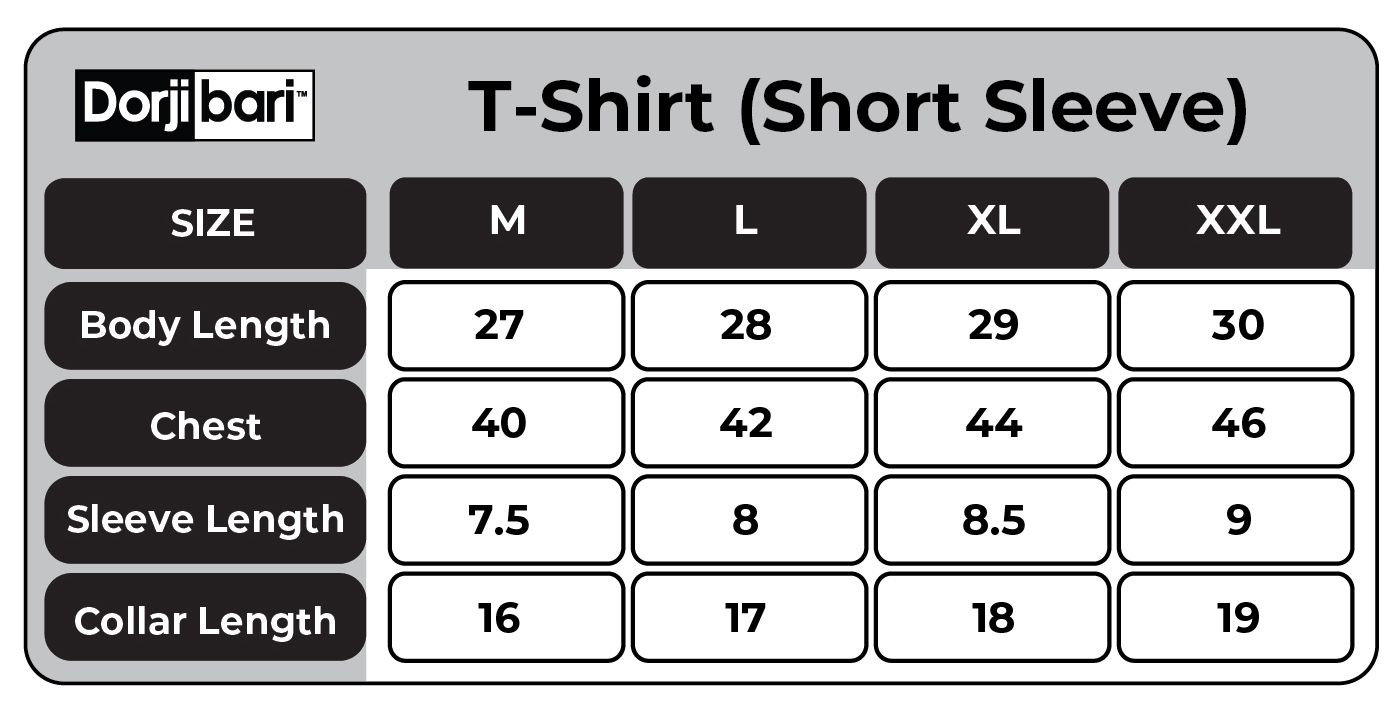 Dorjibari™
T-Shirt (Short Sleeve)
SIZE M L XL XXL
Body Length 27 28 29 30
Chest 40 42 44 46
Sleeve Length 7.5 8 8.5 9
Collar Length 16 17 18 19